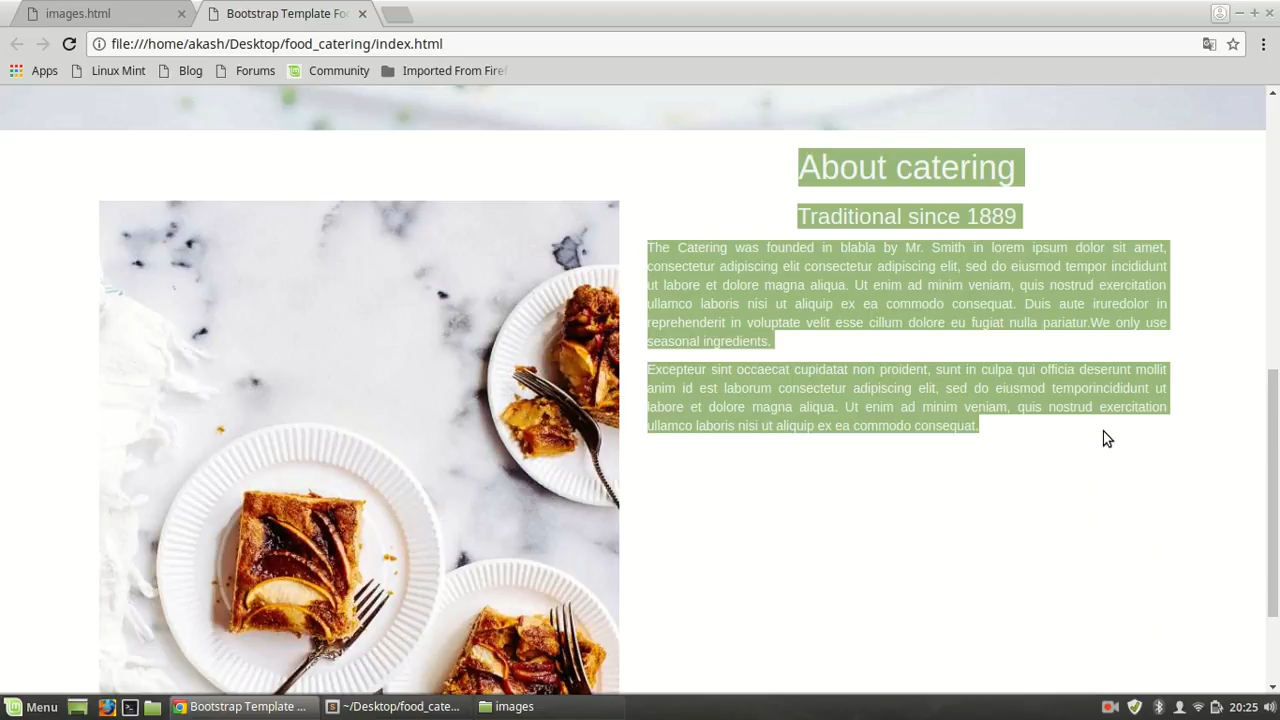 images.html
Bootstrap Template Fo
file:///home/akash/Desktop/food_catering/index.html
Apps
Linux Mint
Blog
Forums
Community
Imported From Firef
About catering
Traditional since 1889
The Catering was founded in blabla by Mr. Smith in lorem ipsum dolor sit amet,
consectetur adipiscing elit consectetur adipiscing elit, sed do eiusmod tempor incididunt
ut labore et dolore magna aliqua. Ut enim ad minim veniam, quis nostrud exercitation
ullamco laboris nisi ut aliquip ex ea commodo consequat. Duis aute iruredolor in
reprehenderit in voluptate velit esse cillum dolore eu fugiat nulla pariatur.We only use
seasonal ingredients.
Excepteur sint occaecat cupidatat non proident, sunt in culpa qui officia deserunt mollit
anim id est laborum consectetur adipiscing elit, sed do eiusmod temporincididunt ut
labore et dolore magna aliqua. Ut enim ad minim veniam, quis nostrud exercitation
ullamco laboris nisi ut aliquip ex ea commodo consequat.
Menu
Bootstrap Template ...
~/Desktop/food_cate...
images
20:25